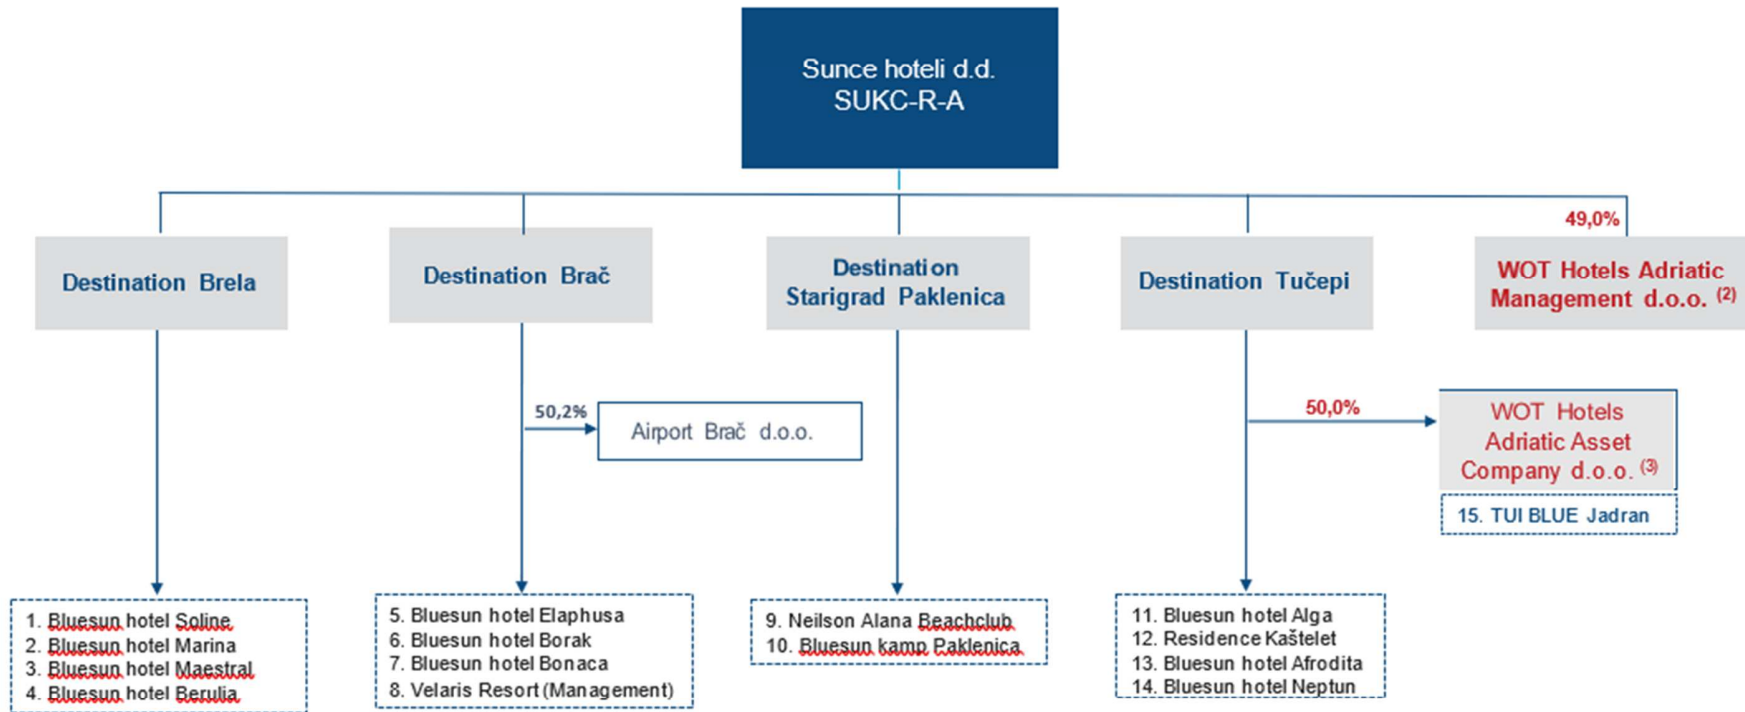 Sunce hoteli d.d.
SUKC-R-A
49,0%
Destination Brela
Destination Brač
Destination
Starigrad Paklenica
Destination Tučepi
WOT Hotels Adriatic
Management d.o.o. (2)
50,2%
Airport Brač d.o.o.
50,0%
WOT Hotels
Adriatic Asset
Company d.o.o. (3)
15. TUI BLUE Jadran
1. Bluesun hotel Soline
2. Bluesun hotel Marina
3. Bluesun hotel Maestral
4. Bluesun hotel Berulia
5. Bluesun hotel Elaphusa
6. Bluesun hotel Borak
7. Bluesun hotel Bonaca
8. Velaris Resort (Management)
9. Neilson Alana Beachclub
10. Bluesun kamp Paklenica
11. Bluesun hotel Alga
12. Residence Kaštelet
13. Bluesun hotel Afrodita
14. Bluesun hotel Neptun